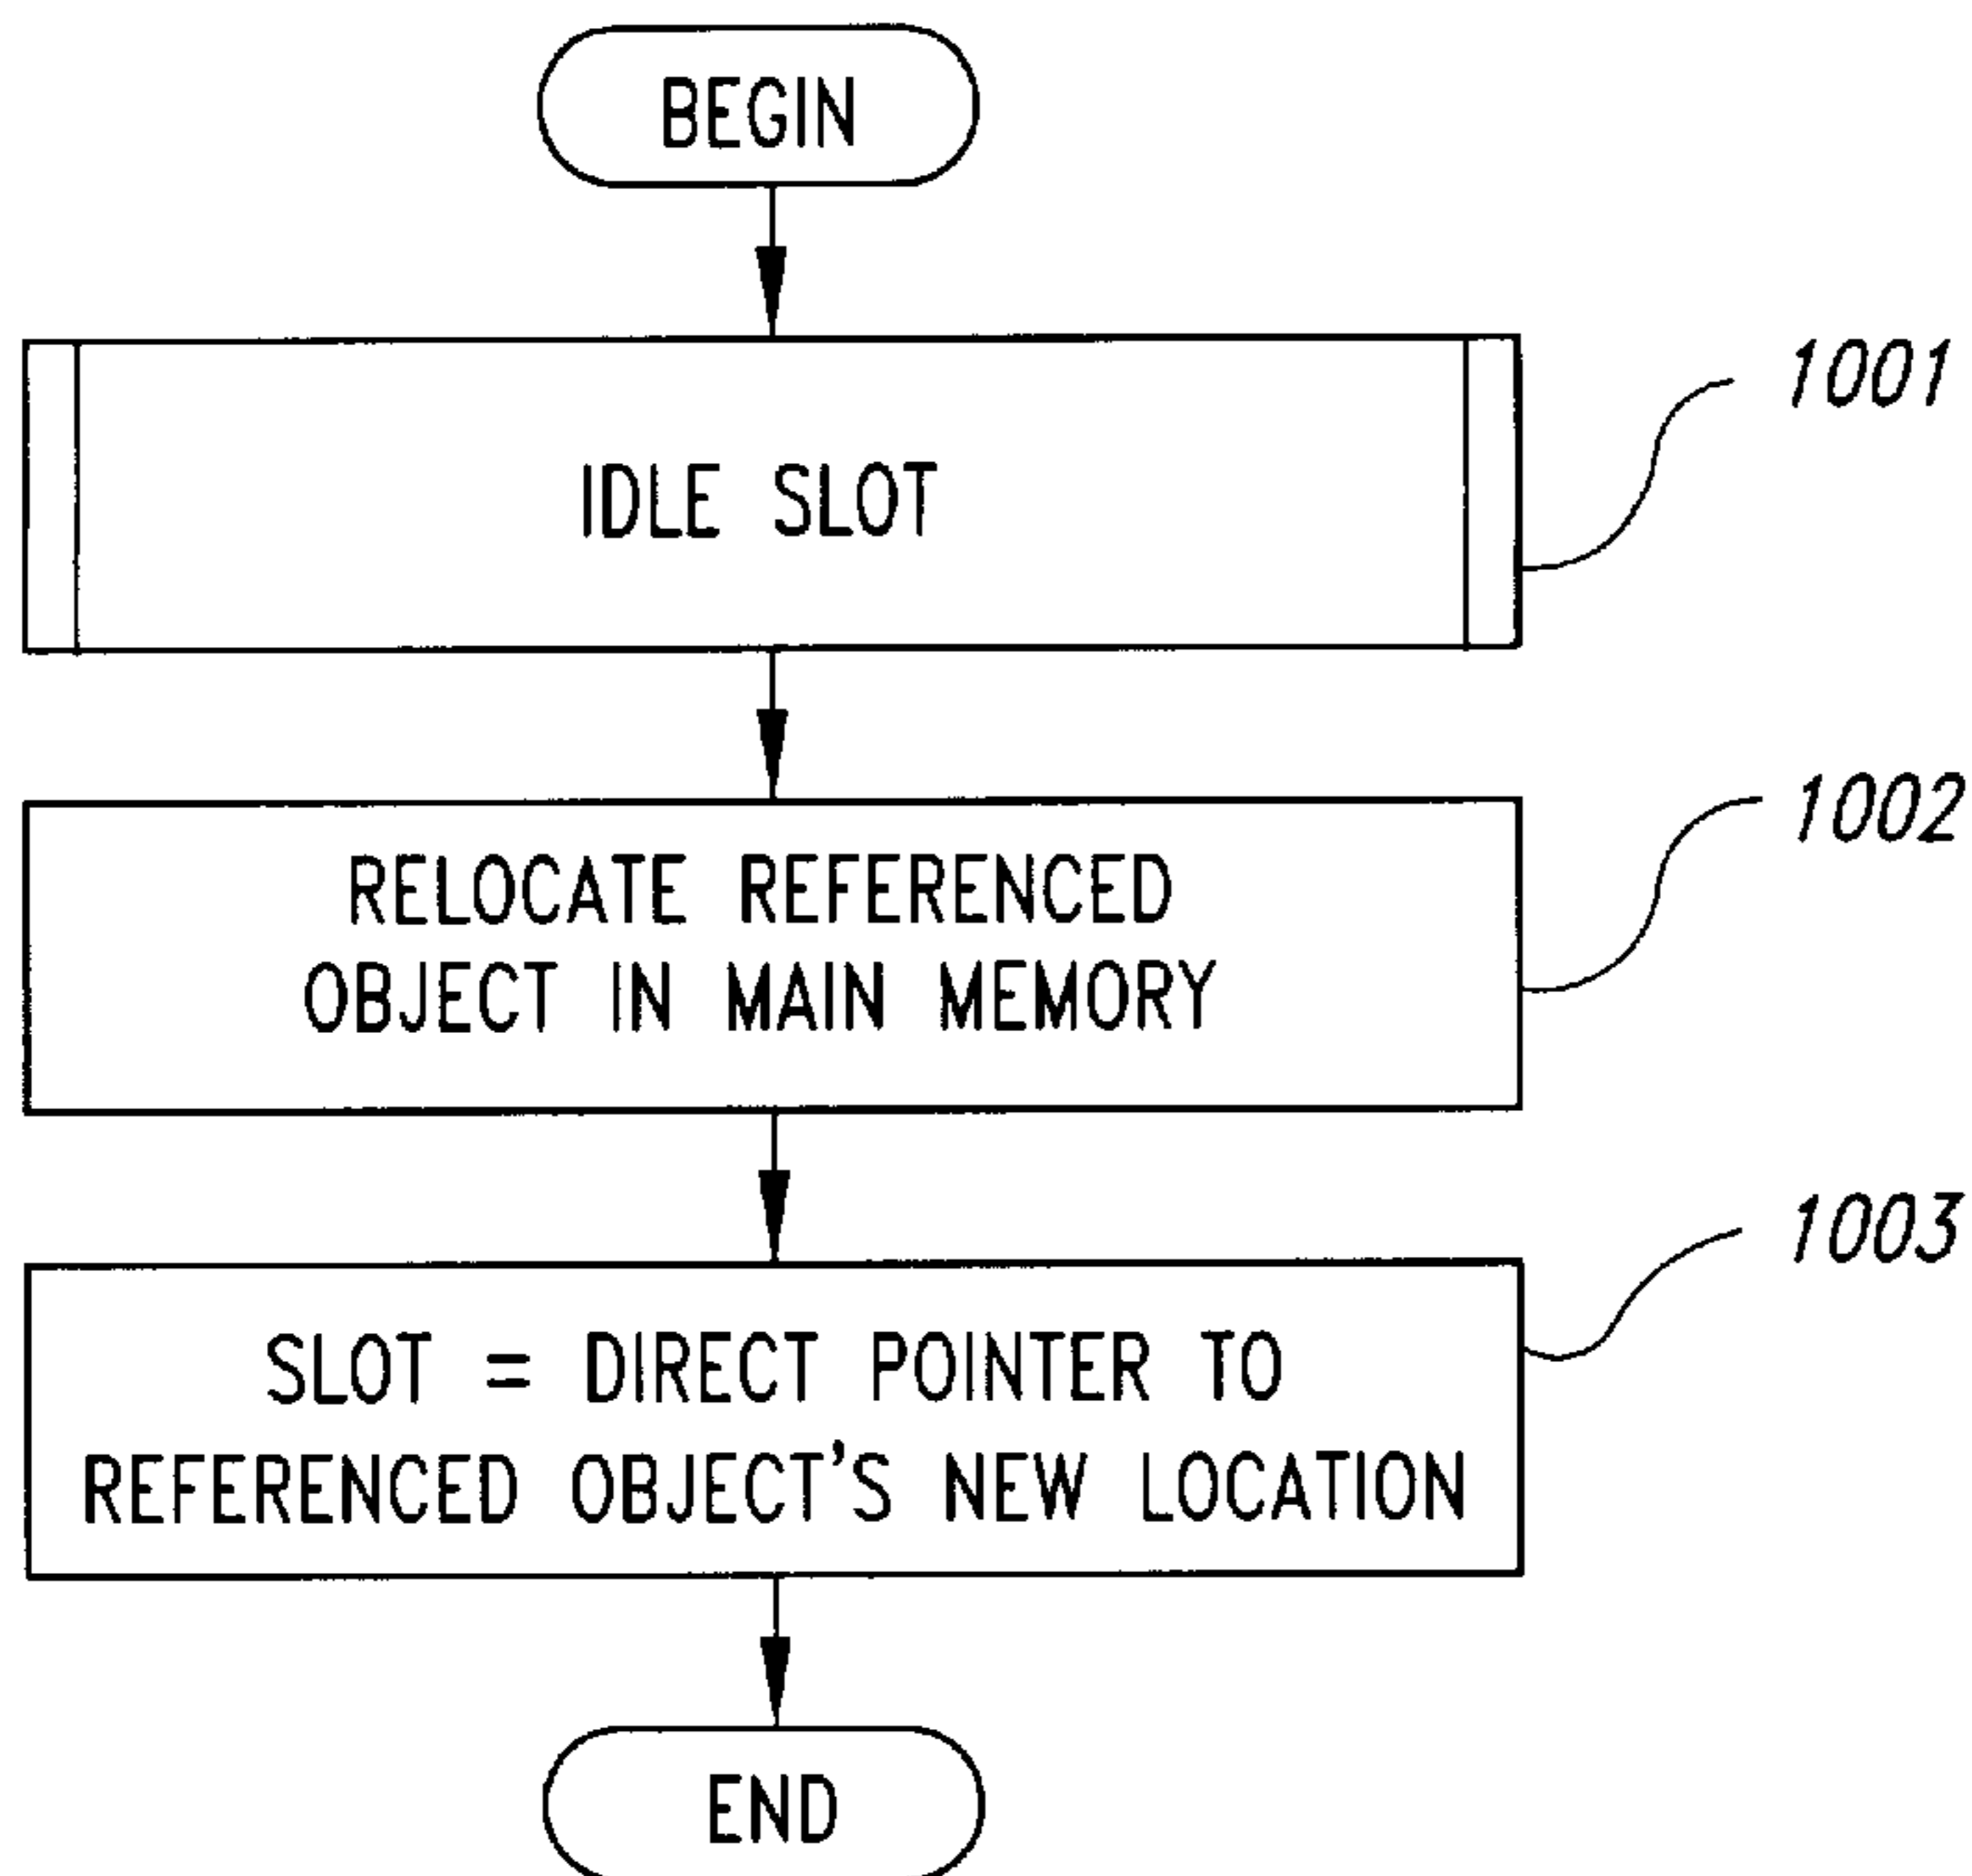 BEGIN
IDLE SLOT
1001
RELOCATE REFERENCED
OBJECT IN MAIN MEMORY
1002
SLOT = DIRECT POINTER TO
REFERENCED OBJECT'S NEW LOCATION
1003
END